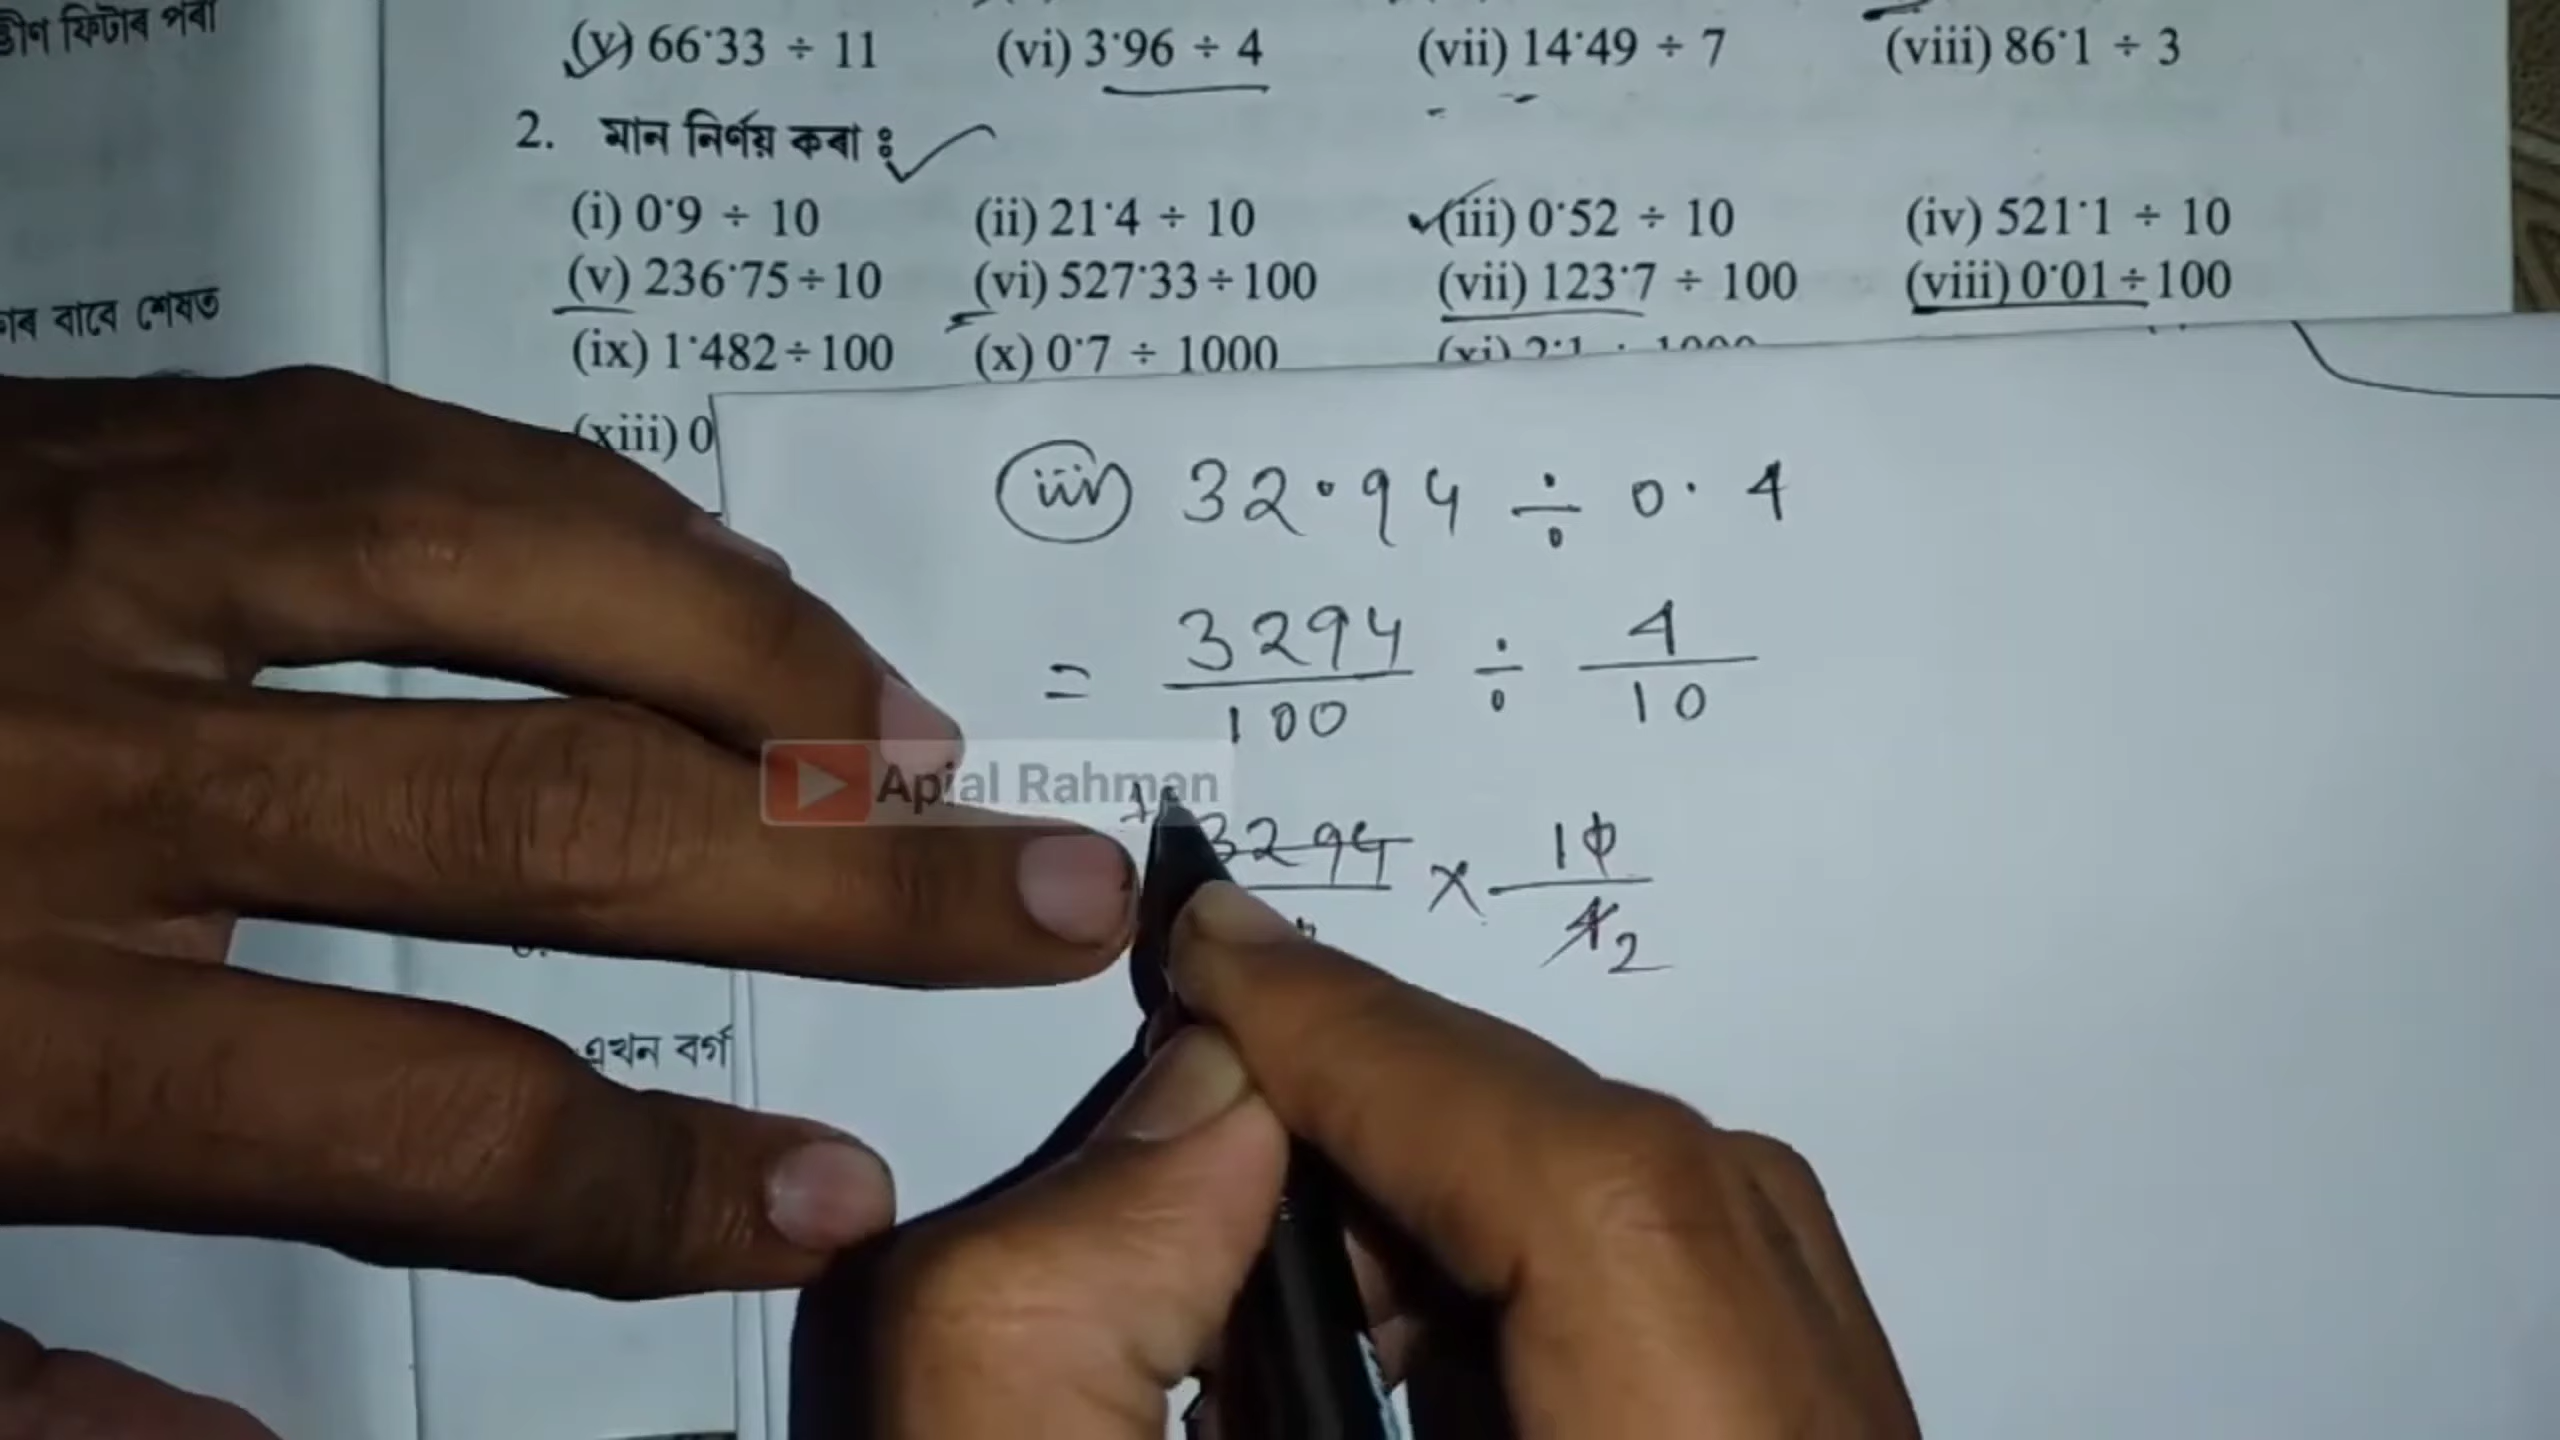 ফিটাৰ পৰা
(v) 66·33 ÷ 11 (vi) 3·96 ÷ 4 (vii) 14·49 ÷ 7 (viii) 86·1 ÷ 3
2. মান নিৰ্ণয় কৰা ঃ
(i) 0·9 ÷ 10 (ii) 21·4 ÷ 10 (iii) 0·52 ÷ 10 (iv) 521·1 ÷ 10
(v) 236·75 ÷ 10 (vi) 527·33 ÷ 100 (vii) 123·7 ÷ 100 (viii) 0·01 ÷ 100
বাবে শেষত
(ix) 1·482 ÷ 100 (x) 0·7 ÷ 1000 (xi) 2·1 ÷ 1000
(xiii) 0
iii) 32·94 ÷ 0·4
= 3294/100 ÷ 4/10
Apial Rahman
3294 × 10/4 2
এখন বৰ্গ